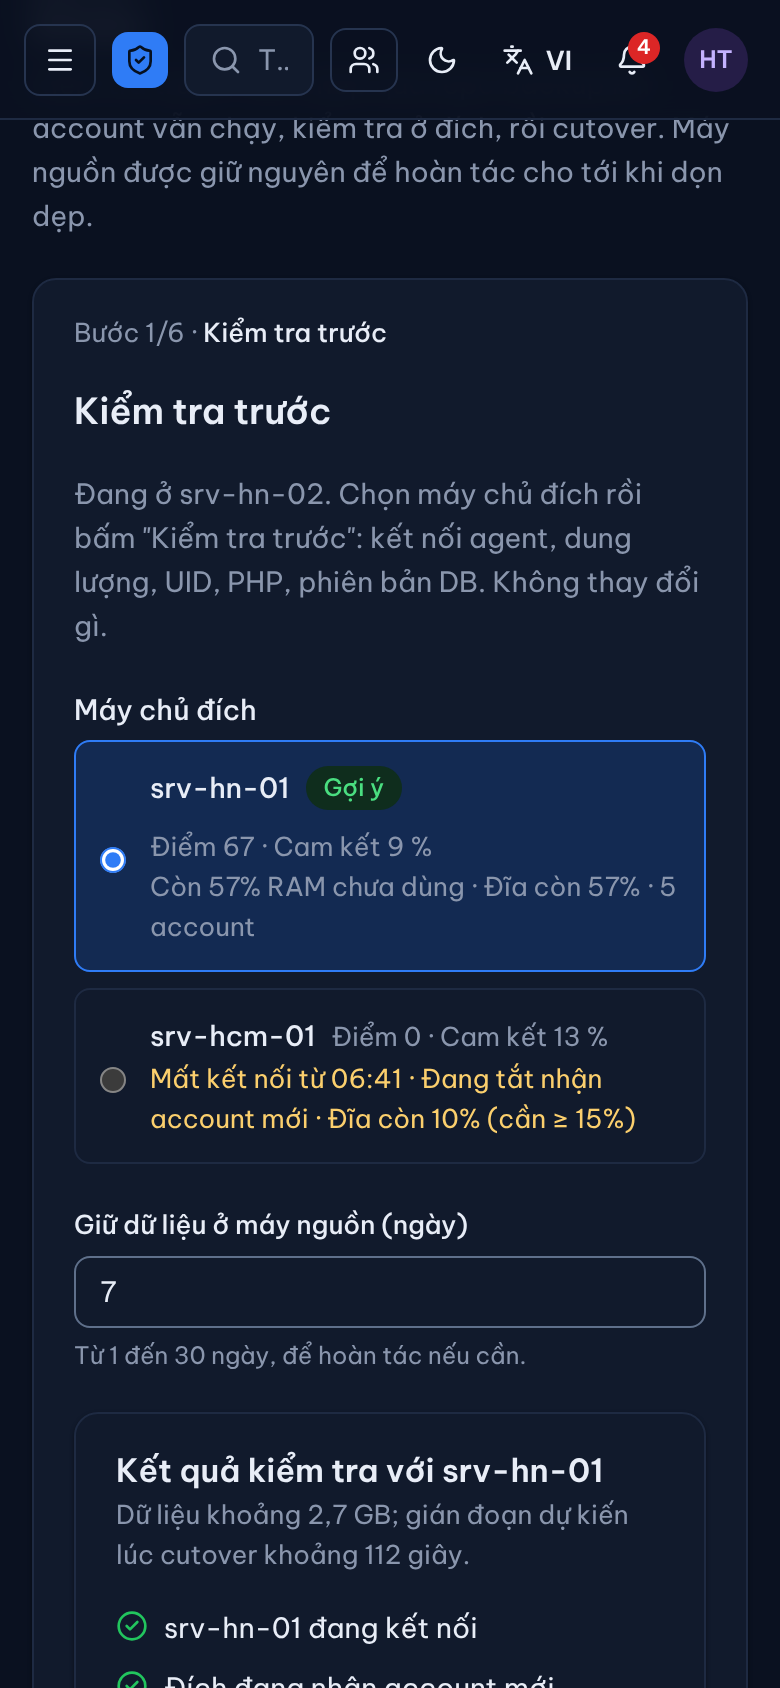 T..
VI
4
HT
account vẫn chạy, kiểm tra ở đích, rồi cutover. Máy
nguồn được giữ nguyên để hoàn tác cho tới khi dọn
dẹp.
Bước 1/6 · Kiểm tra trước
Kiểm tra trước
Đang ở srv-hn-02. Chọn máy chủ đích rồi
bấm "Kiểm tra trước": kết nối agent, dung
lượng, UID, PHP, phiên bản DB. Không thay đổi
gì.
Máy chủ đích
srv-hn-01 Gợi ý
Điểm 67 · Cam kết 9 %
Còn 57% RAM chưa dùng · Đĩa còn 57% · 5
account
srv-hcm-01 Điểm 0 · Cam kết 13 %
Mất kết nối từ 06:41 · Đang tắt nhận
account mới · Đĩa còn 10% (cần ≥ 15%)
Giữ dữ liệu ở máy nguồn (ngày)
7
Từ 1 đến 30 ngày, để hoàn tác nếu cần.
Kết quả kiểm tra với srv-hn-01
Dữ liệu khoảng 2,7 GB; gián đoạn dự kiến
lúc cutover khoảng 112 giây.
srv-hn-01 đang kết nối
Đích đang nhận account mới